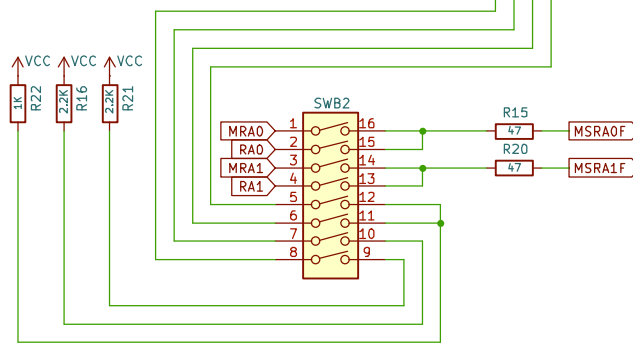 VCC
VCC
VCC
1K
R22
2.2K
R16
2.2K
R21
SWB2
MRA0
1
16
R15
47
MSRA0F
RA0
2
15
MRA1
3
14
R20
47
MSRA1F
RA1
4
13
5
12
6
11
7
10
8
9